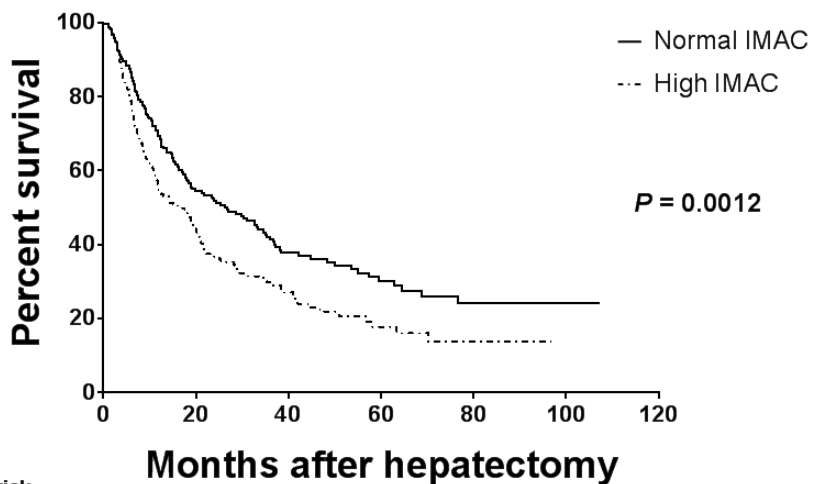 100
80
60
40
20
0
Percent survival
Normal IMAC
High IMAC
P = 0.0012
0 20 40 60 80 100 120
Months after hepatectomy